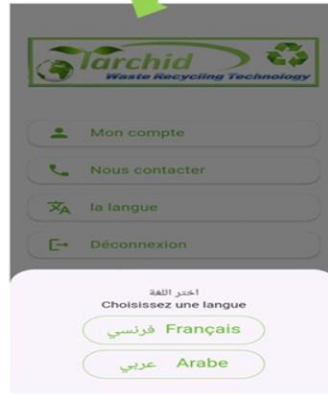 Tarchid
Waste Recycling Technology
Mon compte
Nous contacter
la langue
Déconnexion
اختر اللغة
Choisissez une langue
Français فرنسي
Arabe عربي